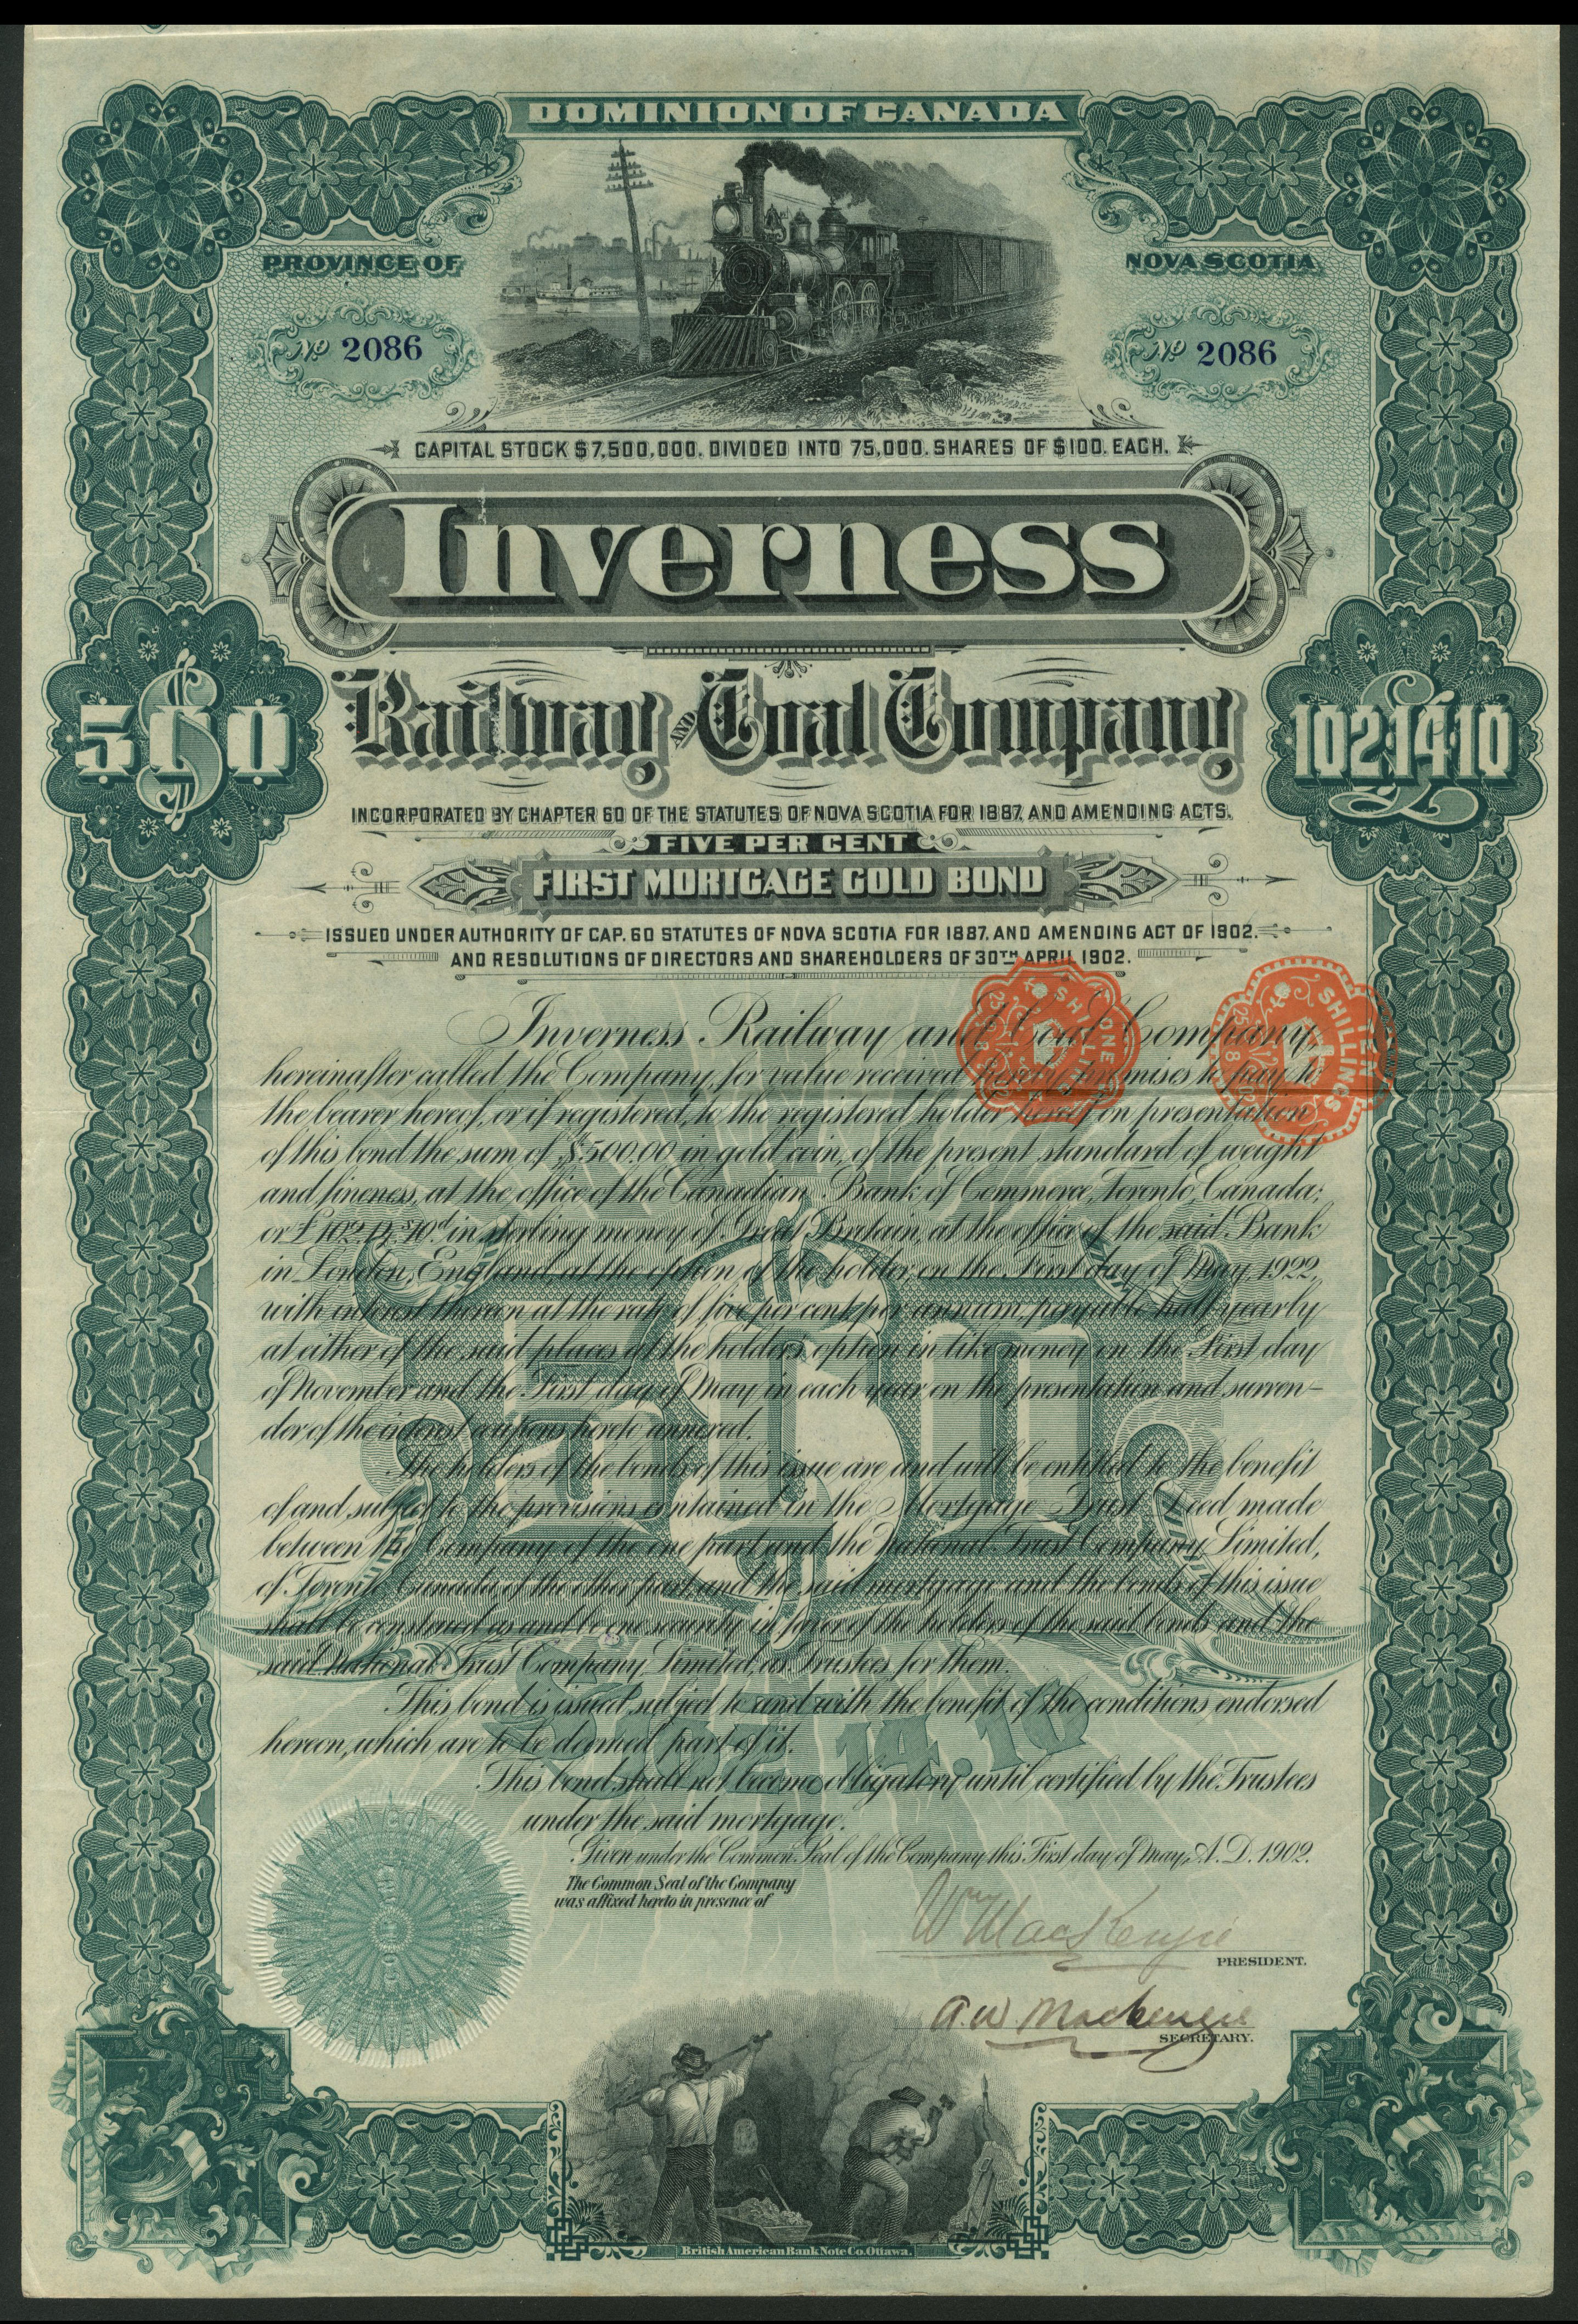 DOMINION OF CANADA
PROVINCE OF
NOVA SCOTIA
No 2086
No 2086
CAPITAL STOCK $7,500,000. DIVIDED INTO 75,000. SHARES OF $100. EACH.
Inverness
Railway AND Coal Company
$500
£102.14.10
INCORPORATED BY CHAPTER 60 OF THE STATUTES OF NOVA SCOTIA FOR 1887, AND AMENDING ACTS.
FIVE PER CENT
FIRST MORTGAGE GOLD BOND
ISSUED UNDER AUTHORITY OF CAP. 60 STATUTES OF NOVA SCOTIA FOR 1887, AND AMENDING ACT OF 1902.
AND RESOLUTIONS OF DIRECTORS AND SHAREHOLDERS OF 30TH APRIL 1902.
ONE SHILLING
TEN SHILLINGS
Inverness Railway and Coal Company,
hereinafter called the Company, for value received hereby promises to pay to
the bearer hereof, or if registered, to the registered holder hereof on presentation
of this bond the sum of $500.00 in gold coin, of the present standard of weight
and fineness, at the office of the Canadian Bank of Commerce, Toronto, Canada;
or £102.14.s10.d in sterling money of Great Britain, at the office of the said Bank
in London, England at the option of the holder, on the First day of May, 1922,
with interest thereon at the rate of five per cent per annum, payable half yearly
at either of the said places at the holders option in like money on the First day
of November and the First day of May in each year on the presentation and surren-
der of the interest coupons hereto annexed.
The holders of the bonds of this issue are and will be entitled to the benefit
of and subject to the provisions contained in the Mortgage Trust Deed made
between the Company of the one part and the National Trust Company Limited,
of Toronto Canada of the other part, and the said mortgage and the bonds of this issue
shall be construed as and be one security in favor of the holders of the said bonds and the
said National Trust Company, Limited, as Trustees for them.
This bond is issued subject to and with the benefit of the conditions endorsed
hereon, which are to be deemed part of it.
This bond shall not become obligatory until certified by the Trustees
under the said mortgage.
$500
£102.14.10
Given under the Common Seal of the Company this First day of May, A.D. 1902.
The Common Seal of the Company
was affixed hereto in presence of
Wm MacKenzie
PRESIDENT.
A.W. Mackenzie
SECRETARY.
British American Bank Note Co. Ottawa.